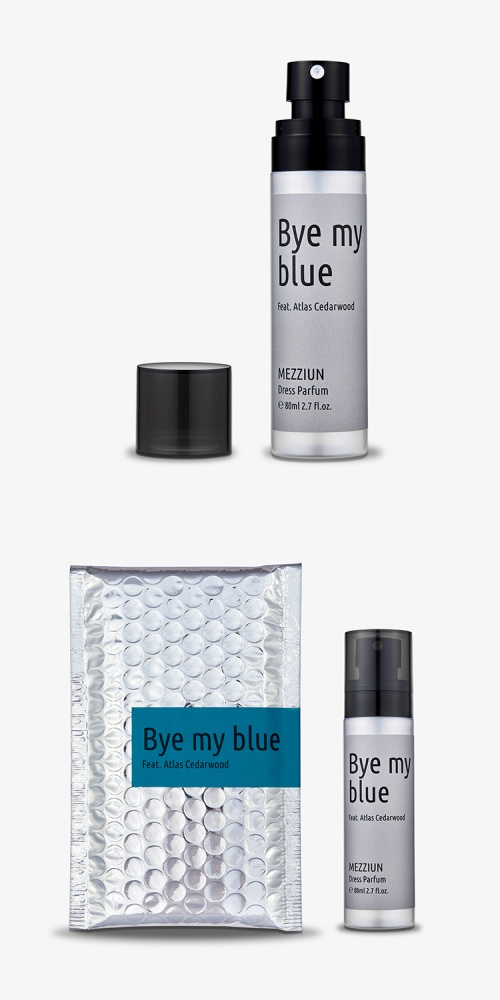 Bye my
blue
Feat. Atlas Cedarwood
MEZZIUN
Dress Parfum
℮ 80ml 2.7 fl.oz.
Bye my blue
Feat. Atlas Cedarwood
Bye my
blue
Feat. Atlas Cedarwood
MEZZIUN
Dress Parfum
℮ 80ml 2.7 fl.oz.